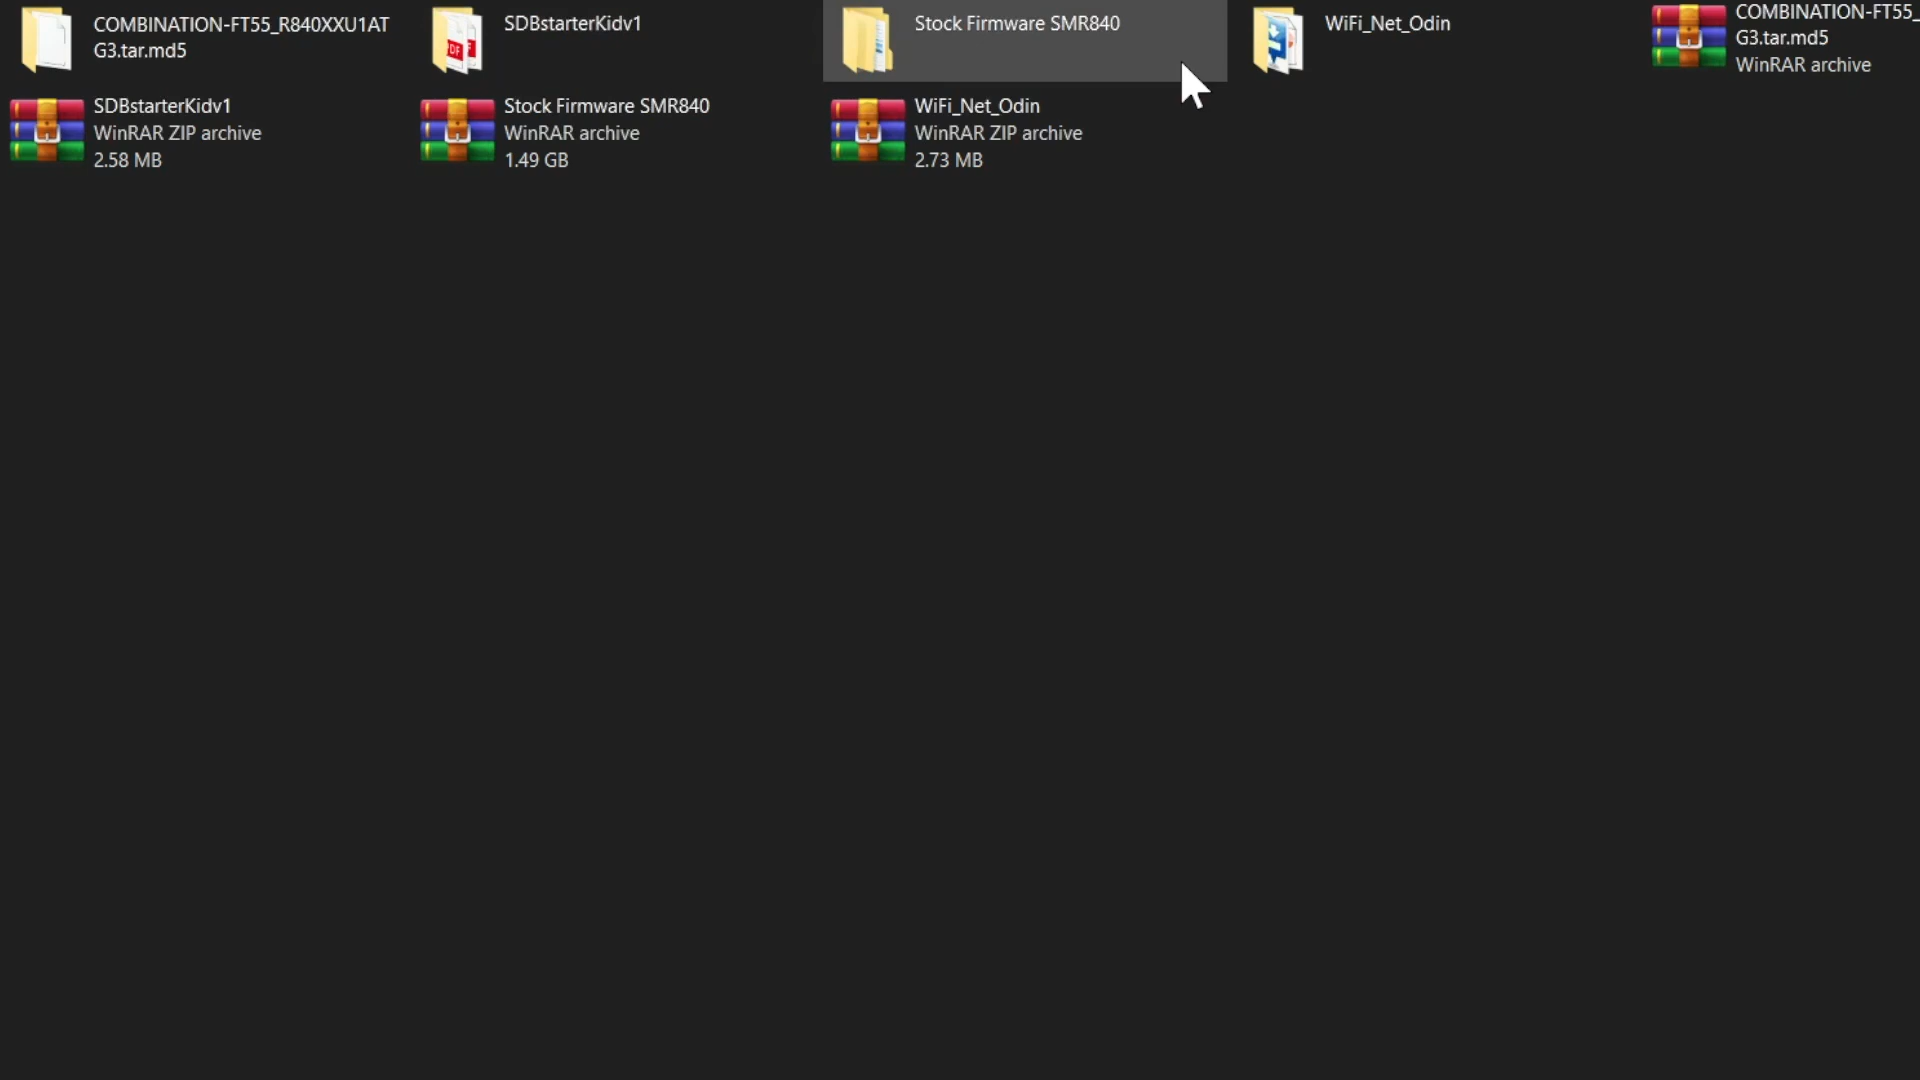 COMBINATION-FT55_R840XXU1AT
G3.tar.md5
SDBstarterKidv1
Stock Firmware SMR840
WiFi_Net_Odin
COMBINATION-FT55_
G3.tar.md5
WinRAR archive
SDBstarterKidv1
WinRAR ZIP archive
2.58 MB
Stock Firmware SMR840
WinRAR archive
1.49 GB
WiFi_Net_Odin
WinRAR ZIP archive
2.73 MB